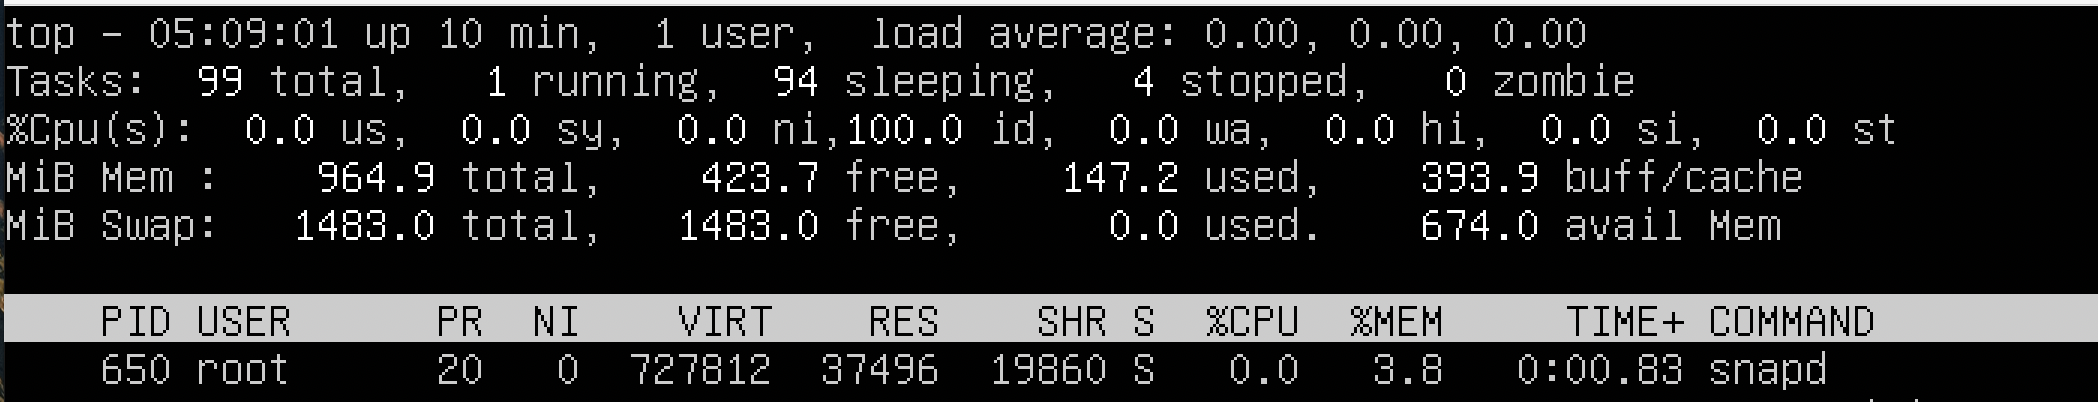 top - 05:09:01 up 10 min,  1 user,  load average: 0.00, 0.00, 0.00
Tasks:  99 total,   1 running,  94 sleeping,   4 stopped,   0 zombie
%Cpu(s):  0.0 us,  0.0 sy,  0.0 ni,100.0 id,  0.0 wa,  0.0 hi,  0.0 si,  0.0 st
MiB Mem :    964.9 total,    423.7 free,    147.2 used,    393.9 buff/cache
MiB Swap:   1483.0 total,   1483.0 free,      0.0 used.    674.0 avail Mem
PID USER      PR  NI    VIRT    RES    SHR S  %CPU  %MEM     TIME+ COMMAND
650 root      20   0  727812  37496  19860 S   0.0   3.8   0:00.83 snapd